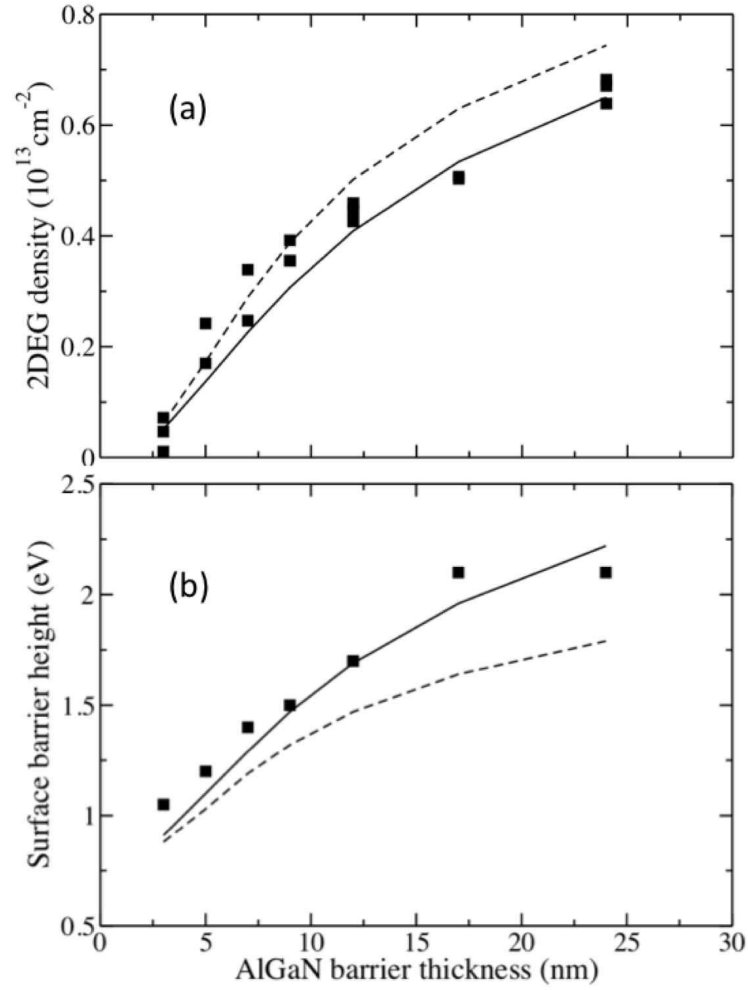 0.8
(a)
0.6
0.4
0.2
0
2DEG density (10^13 cm^-2)
2.5
(b)
2
1.5
1
0.5
Surface barrier height (eV)
0 5 10 15 20 25 30
AlGaN barrier thickness (nm)